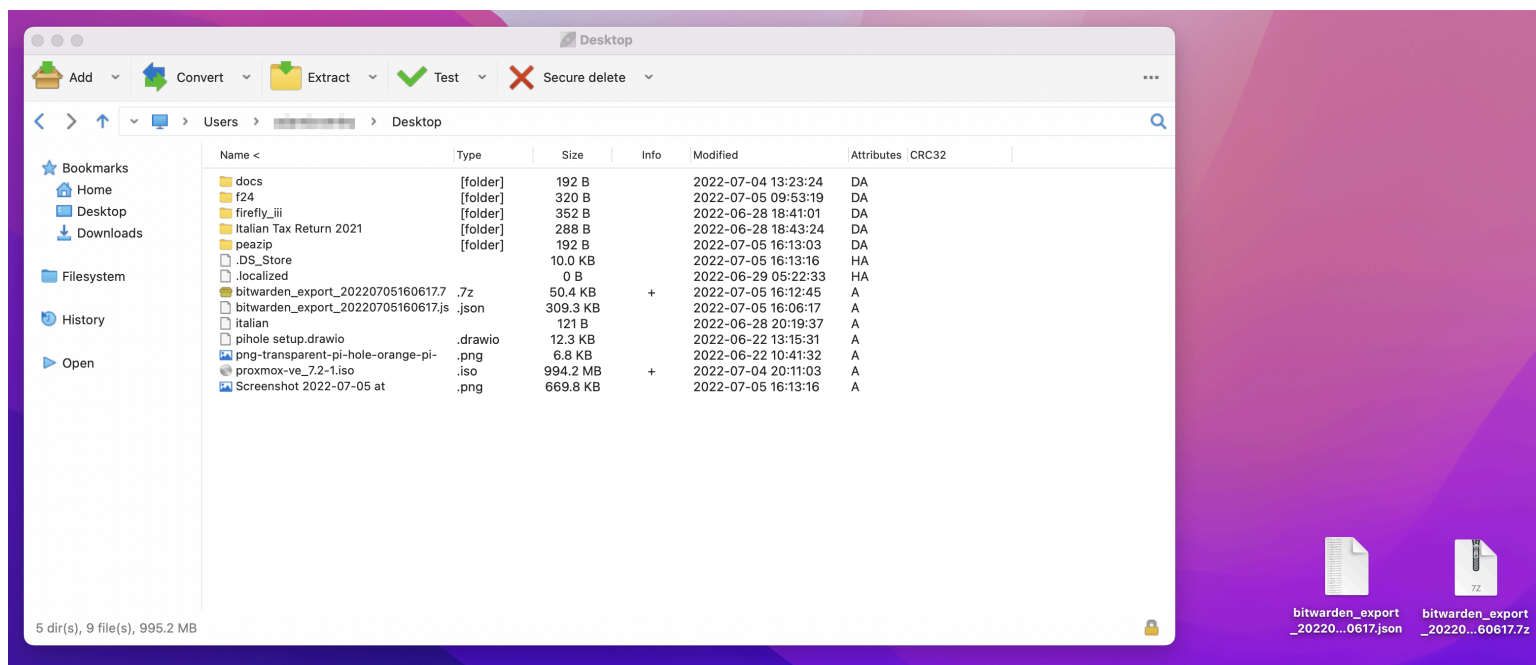 Desktop
Add Convert Extract Test Secure delete
Users Desktop
Bookmarks
Home
Desktop
Downloads
Filesystem
History
Open
Name < Type Size Info Modified Attributes CRC32
docs [folder] 192 B 2022-07-04 13:23:24 DA
f24 [folder] 320 B 2022-07-05 09:53:19 DA
firefly_iii [folder] 352 B 2022-06-28 18:41:01 DA
Italian Tax Return 2021 [folder] 288 B 2022-06-28 18:43:24 DA
peazip [folder] 192 B 2022-07-05 16:13:03 DA
.DS_Store 10.0 KB 2022-07-05 16:13:16 HA
.localized 0 B 2022-06-29 05:22:33 HA
bitwarden_export_20220705160617.7 .7z 50.4 KB + 2022-07-05 16:12:45 A
bitwarden_export_20220705160617.js .json 309.3 KB 2022-07-05 16:06:17 A
italian 121 B 2022-06-28 20:19:37 A
pihole setup.drawio .drawio 12.3 KB 2022-06-22 13:15:31 A
png-transparent-pi-hole-orange-pi- .png 6.8 KB 2022-06-22 10:41:32 A
proxmox-ve_7.2-1.iso .iso 994.2 MB + 2022-07-04 20:11:03 A
Screenshot 2022-07-05 at .png 669.8 KB 2022-07-05 16:13:16 A
5 dir(s), 9 file(s), 995.2 MB
bitwarden_export
_20220...0617.json
7Z
bitwarden_export
_20220...60617.7z